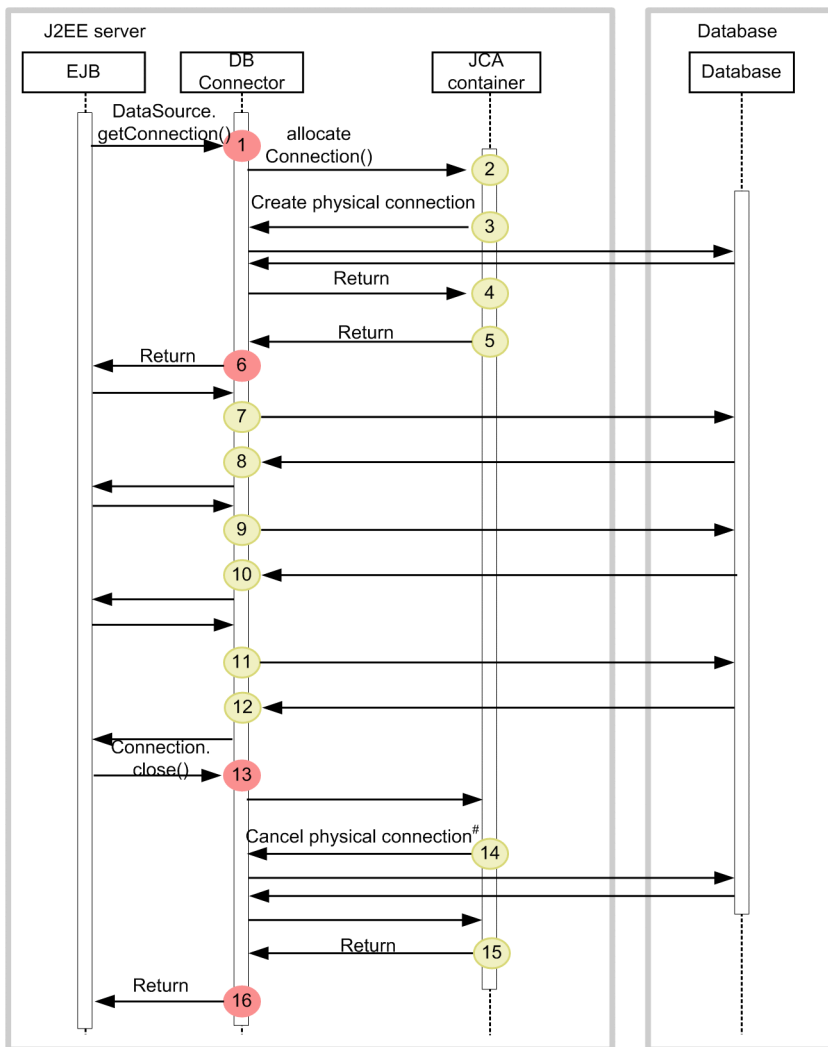 J2EE server
Database
EJB
DB
Connector
JCA
container
Database
DataSource.
getConnection()
1
allocate
Connection()
2
Create physical connection
3
Return
4
Return
5
Return
6
7
8
9
10
11
12
Connection.
close()
13
Cancel physical connection#
14
Return
15
Return
16